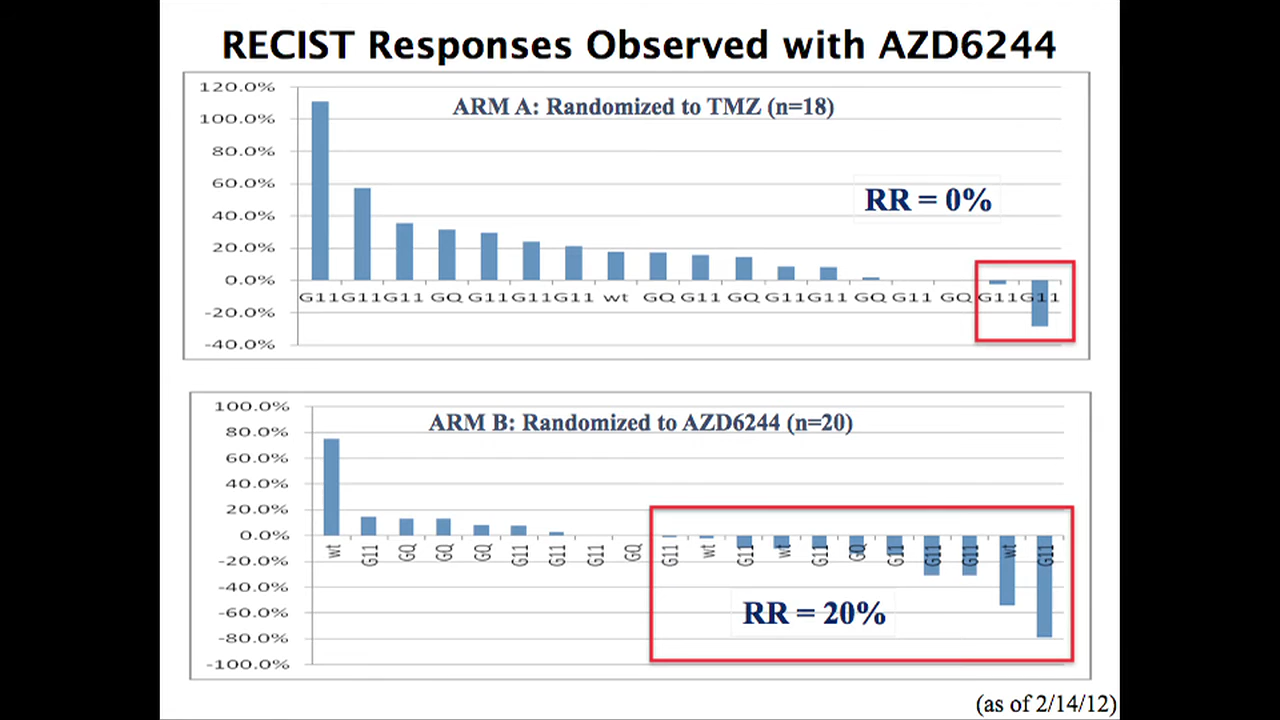 RECIST Responses Observed with AZD6244
ARM A: Randomized to TMZ (n=18)
120.0%
100.0%
80.0%
60.0%
40.0%
20.0%
0.0%
-20.0%
-40.0%
RR = 0%
G11 G11 G11 GQ G11 G11 G11 wt GQ G11 GQ G11 G11 GQ G11 GQ G11 G11
ARM B: Randomized to AZD6244 (n=20)
100.0%
80.0%
60.0%
40.0%
20.0%
0.0%
-20.0%
-40.0%
-60.0%
-80.0%
-100.0%
wt G11 GQ GQ GQ G11 G11 G11 GQ G11 wt G11 wt G11 GQ G11 G11 G11 wt G11
RR = 20%
(as of 2/14/12)